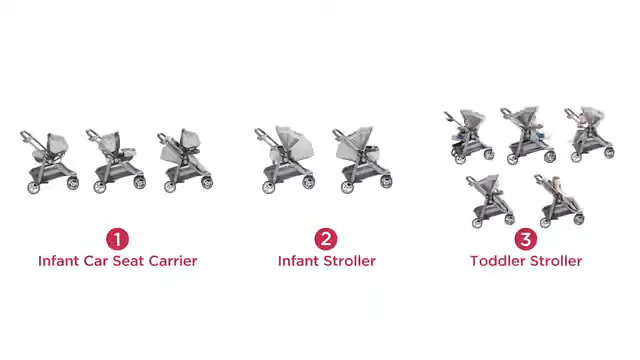 1
Infant Car Seat Carrier
2
Infant Stroller
3
Toddler Stroller